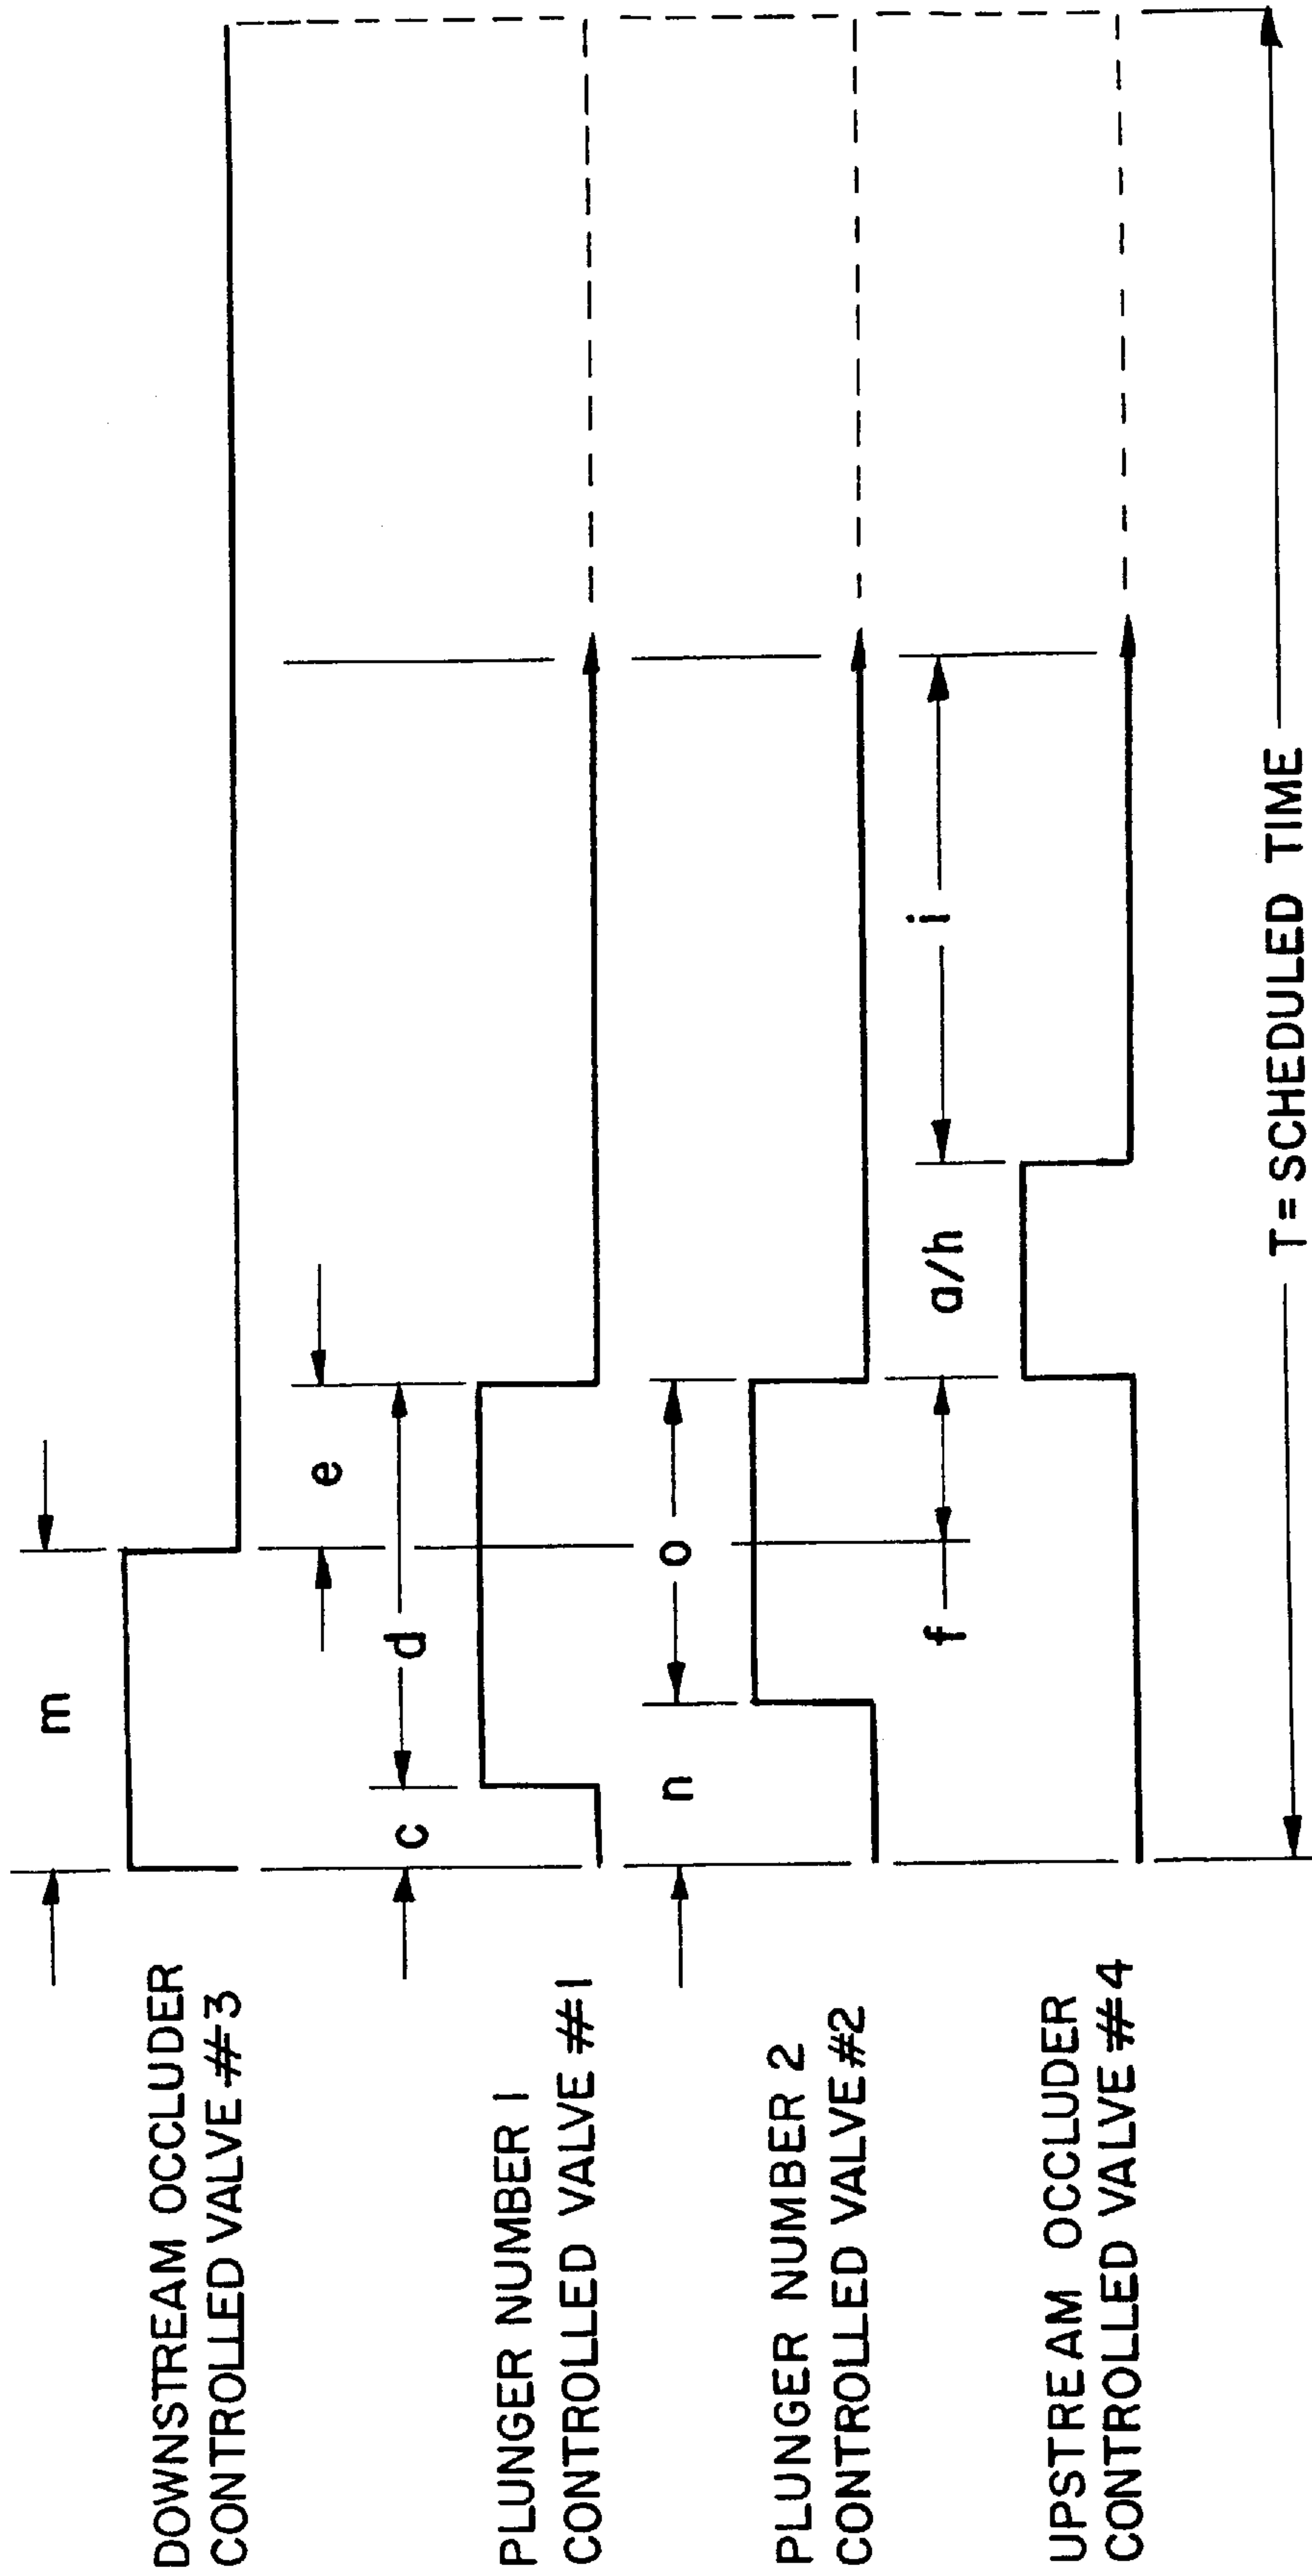 m
DOWNSTREAM OCCLUDER
CONTROLLED VALVE #3
e
d
c
PLUNGER NUMBER 1
CONTROLLED VALVE #1
o
n
PLUNGER NUMBER 2
CONTROLLED VALVE #2
i
a/h
f
UPSTREAM OCCLUDER
CONTROLLED VALVE #4
T = SCHEDULED TIME